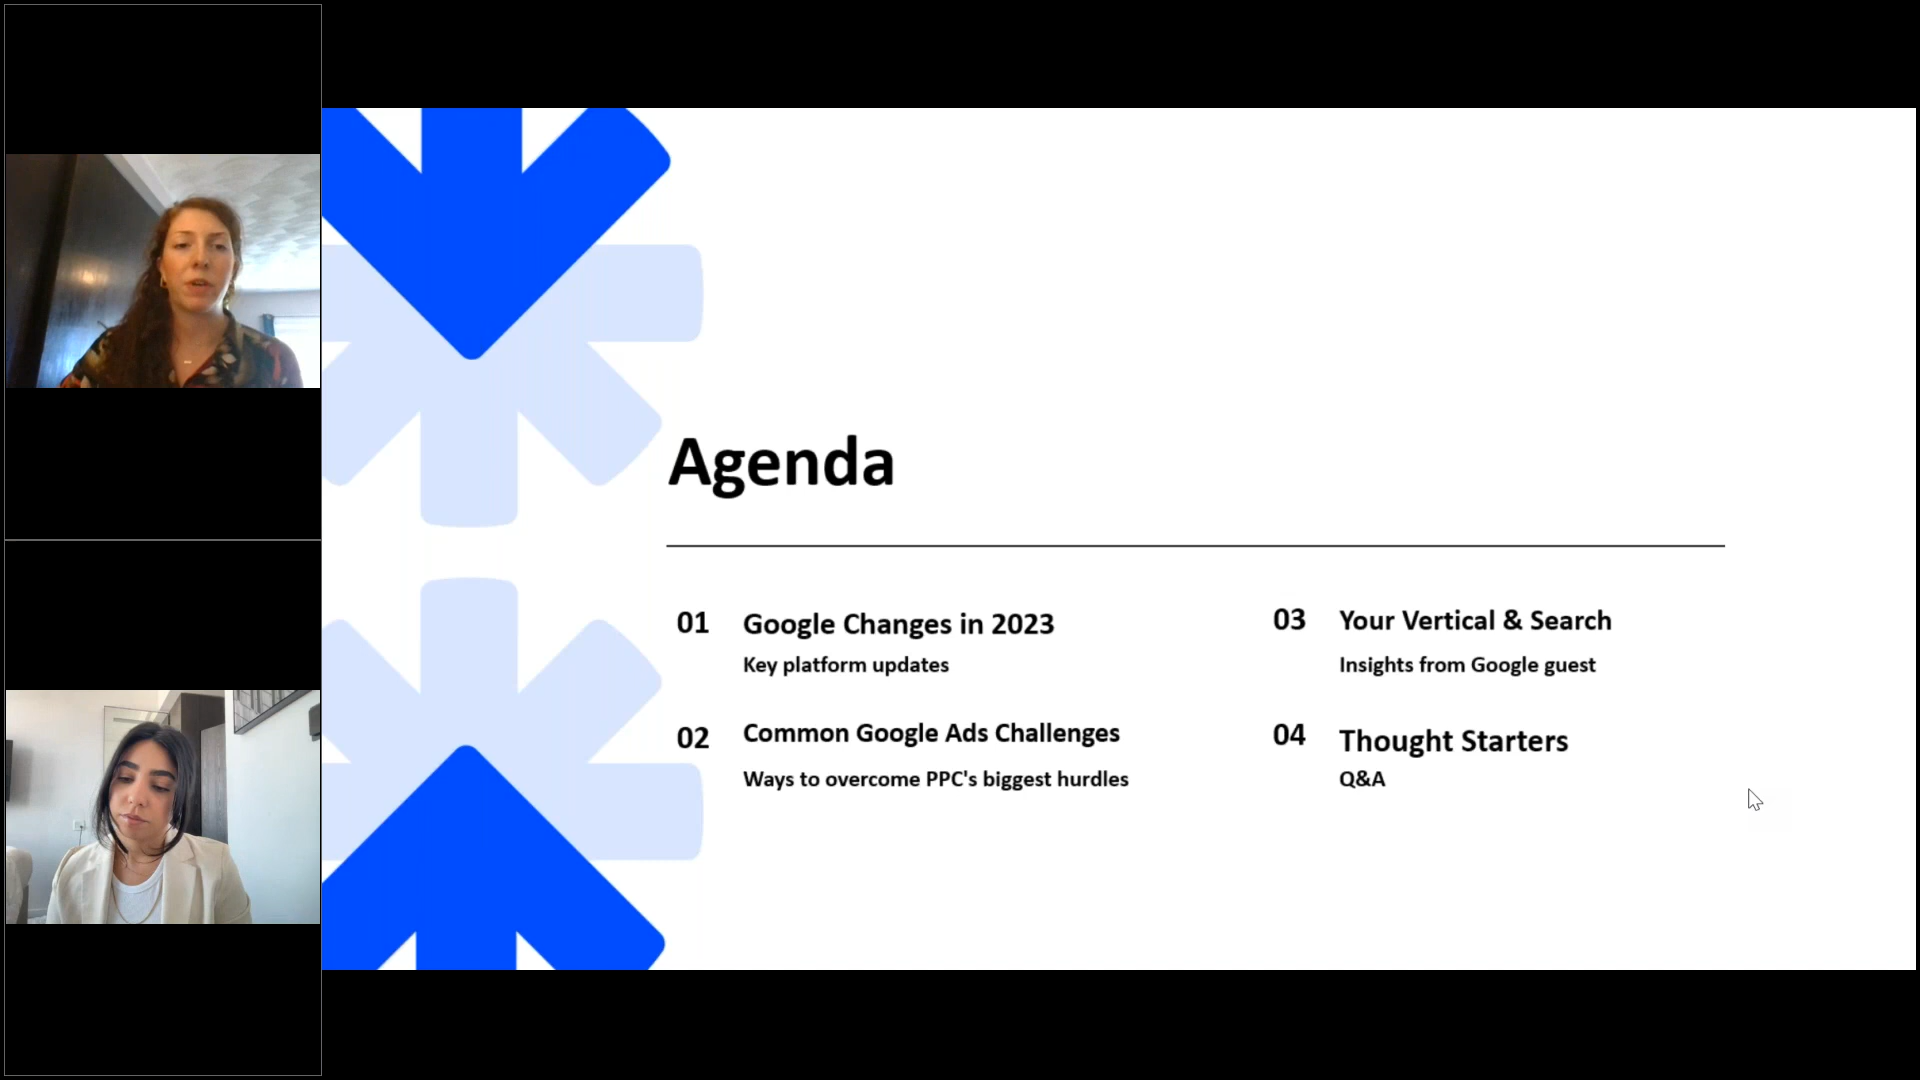 Agenda
01 Google Changes in 2023
Key platform updates
02 Common Google Ads Challenges
Ways to overcome PPC's biggest hurdles
03 Your Vertical & Search
Insights from Google guest
04 Thought Starters
Q&A